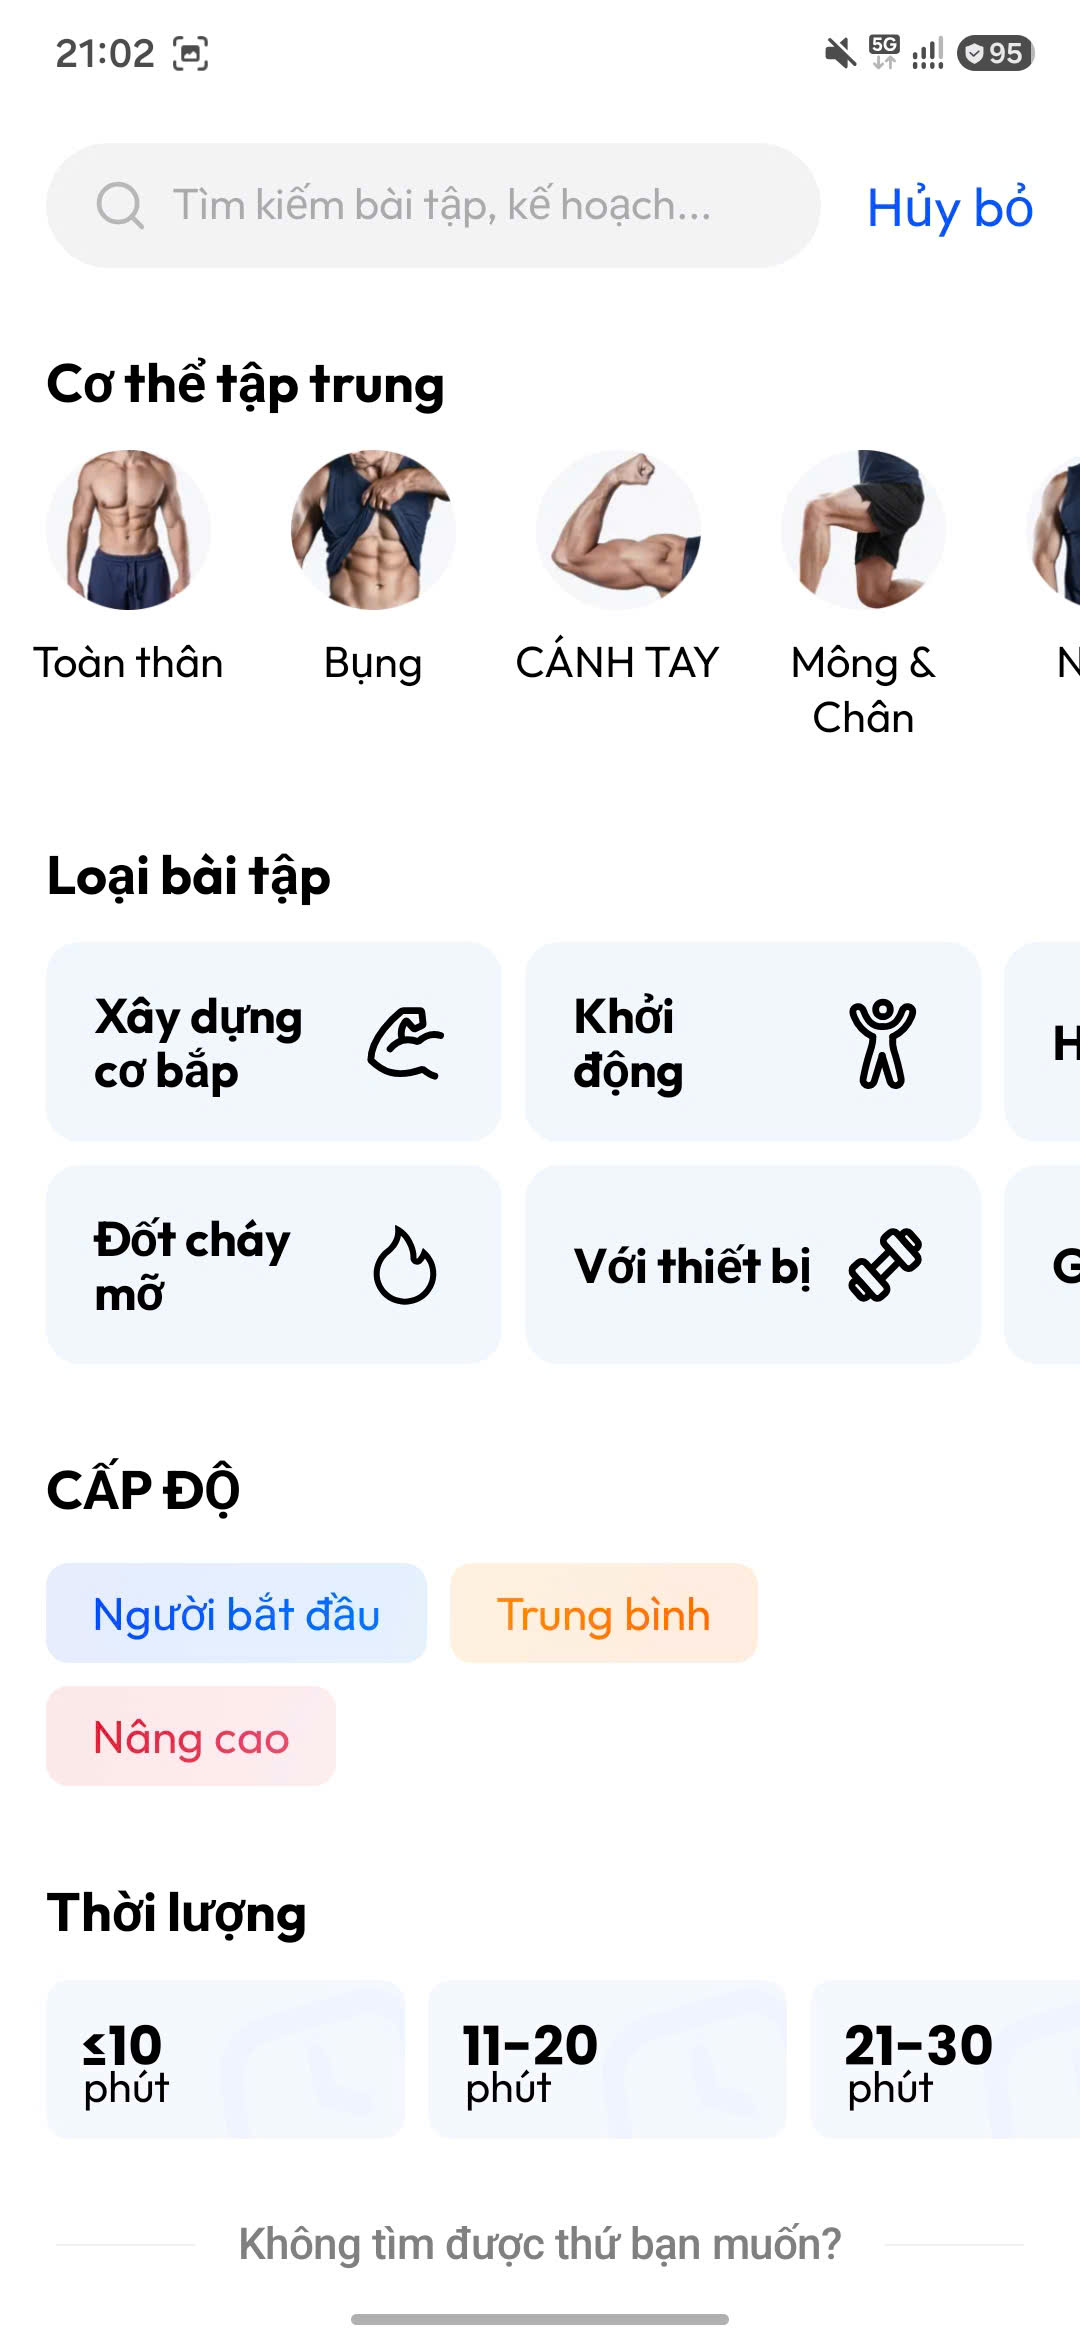 21:02
5G
95
Tìm kiếm bài tập, kế hoạch...
Hủy bỏ
Cơ thể tập trung
Toàn thân
Bụng
CÁNH TAY
Mông &
Chân
Loại bài tập
Xây dựng
cơ bắp
Khởi
động
Đốt cháy
mỡ
Với thiết bị
CẤP ĐỘ
Người bắt đầu
Trung bình
Nâng cao
Thời lượng
≤10
phút
11-20
phút
21-30
phút
Không tìm được thứ bạn muốn?